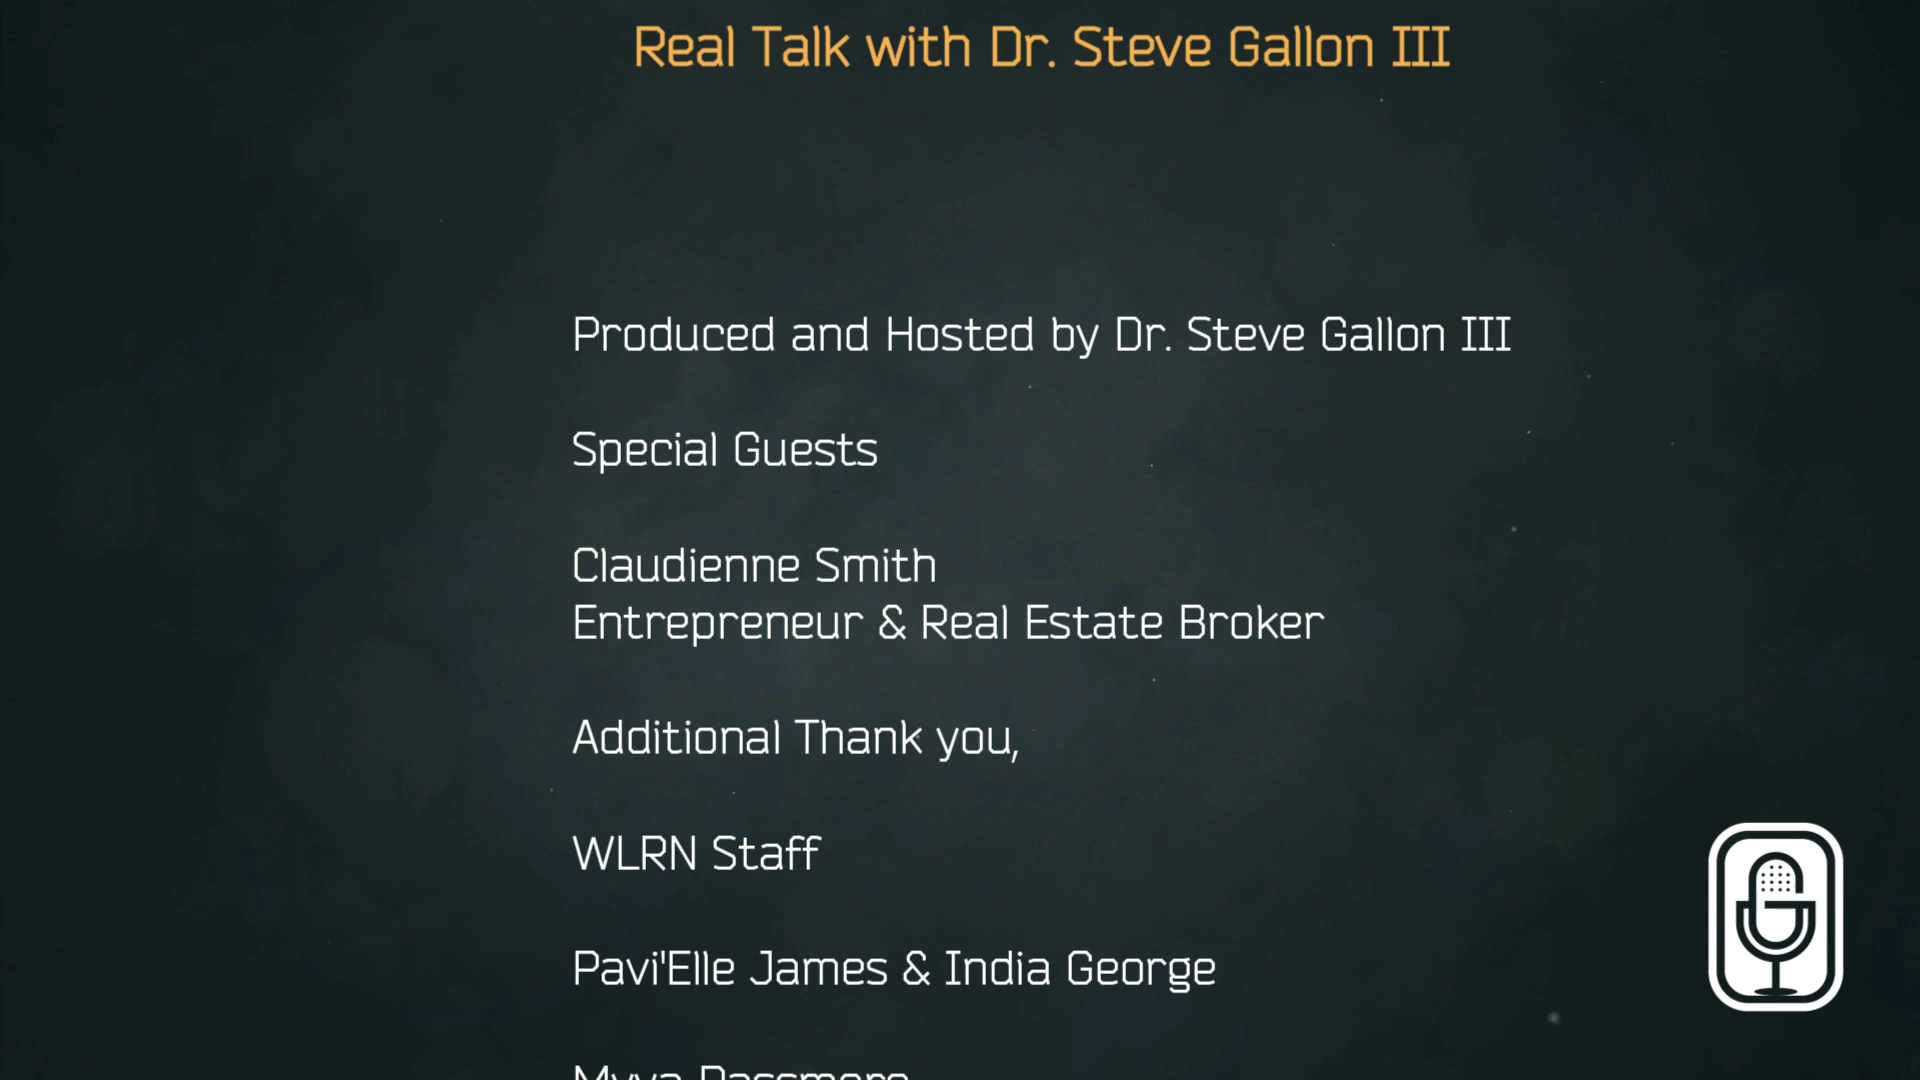 Real Talk with Dr. Steve Gallon III
Produced and Hosted by Dr. Steve Gallon III
Special Guests
Claudienne Smith
Entrepreneur & Real Estate Broker
Additional Thank you,
WLRN Staff
Pavi'Elle James & India George